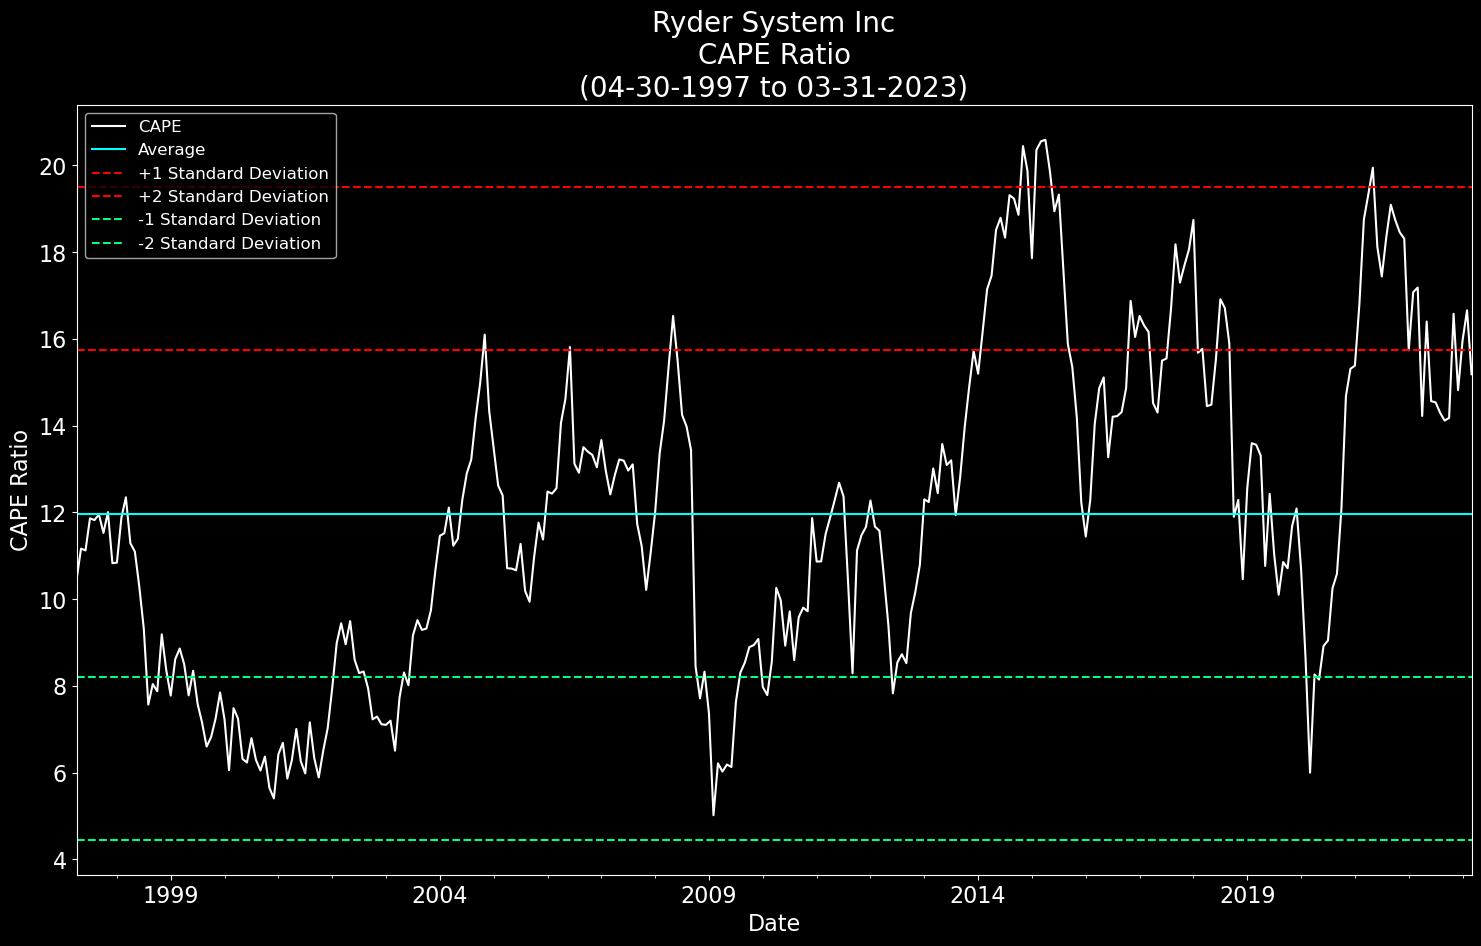 Ryder System Inc
CAPE Ratio
(04-30-1997 to 03-31-2023)
CAPE
Average
+1 Standard Deviation
+2 Standard Deviation
-1 Standard Deviation
-2 Standard Deviation
CAPE Ratio
20
18
16
14
12
10
8
6
4
1999 2004 2009 2014 2019
Date